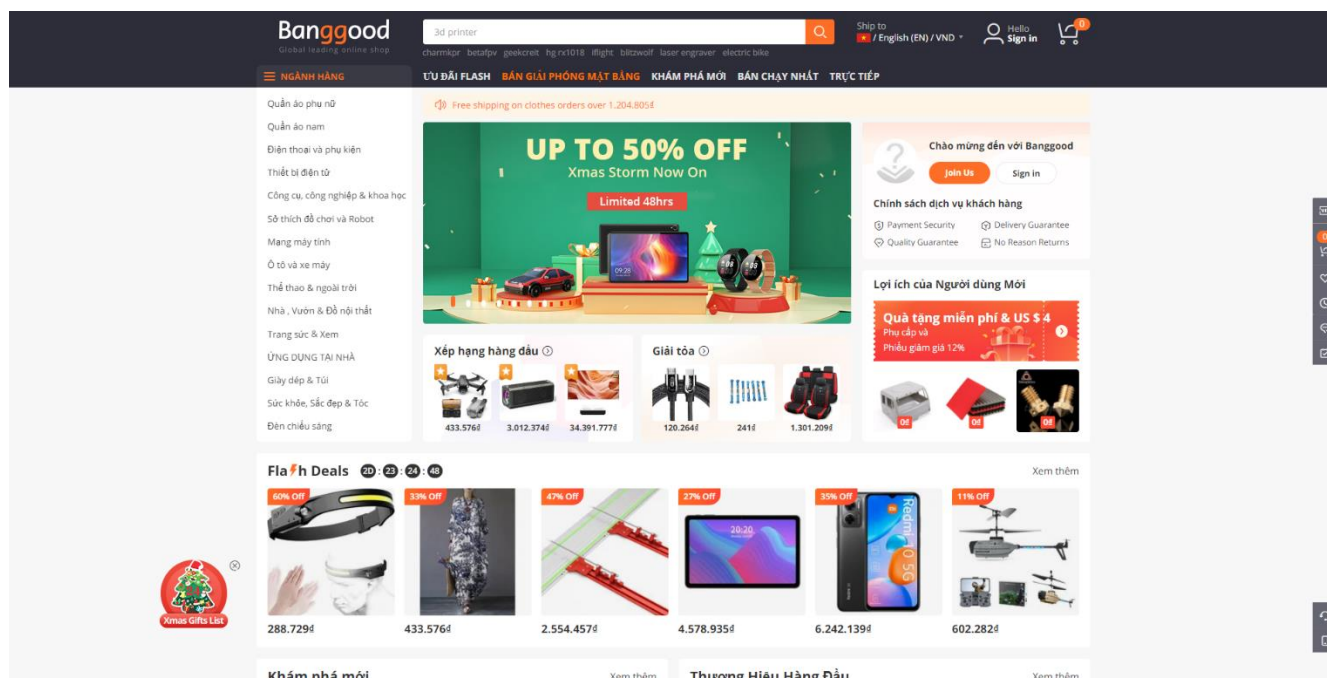 Banggood
Global leading online shop
3d printer
Ship to
/ English (EN) / VND
Hello
Sign in
0
charmkpr betafpv geekcreit hg rx1018 iflight blitzwolf laser engraver electric bike
NGÀNH HÀNG
ƯU ĐÃI FLASH BÁN GIẢI PHÓNG MẶT BẰNG KHÁM PHÁ MỚI BÁN CHẠY NHẤT TRỰC TIẾP
Quần áo phụ nữ
Quần áo nam
Điện thoại và phụ kiện
Thiết bị điện tử
Công cụ, công nghiệp & khoa học
Sở thích đồ chơi và Robot
Mạng máy tính
Ô tô và xe máy
Thể thao & ngoài trời
Nhà , Vườn & Đồ nội thất
Trang sức & Xem
ỨNG DỤNG TẠI NHÀ
Giày dép & Túi
Sức khỏe, Sắc đẹp & Tóc
Đèn chiếu sáng
Free shipping on clothes orders over 1.204.805₫
UP TO 50% OFF
Xmas Storm Now On
Limited 48hrs
09:28
Chào mừng đến với Banggood
Join Us
Sign in
Chính sách dịch vụ khách hàng
Payment Security
Delivery Guarantee
Quality Guarantee
No Reason Returns
Lợi ích của Người dùng Mới
Quà tặng miễn phí & US $ 4
Phụ cấp và
Phiếu giảm giá 12%
0₫
0₫
0₫
Xếp hạng hàng đầu
433.576₫
3.012.374₫
34.391.777₫
Giải tỏa
120.264₫
241₫
1.301.209₫
Flash Deals 2D : 23 : 24 : 48
Xem thêm
60% Off
33% Off
47% Off
27% Off
35% Off
11% Off
20:20
Redmi 10 5G
288.729₫
433.576₫
2.554.457₫
4.578.935₫
6.242.139₫
602.282₫
Xmas Gifts List
Khám phá mới
Xem thêm
Thương Hiệu Hàng Đầu
Xem thêm